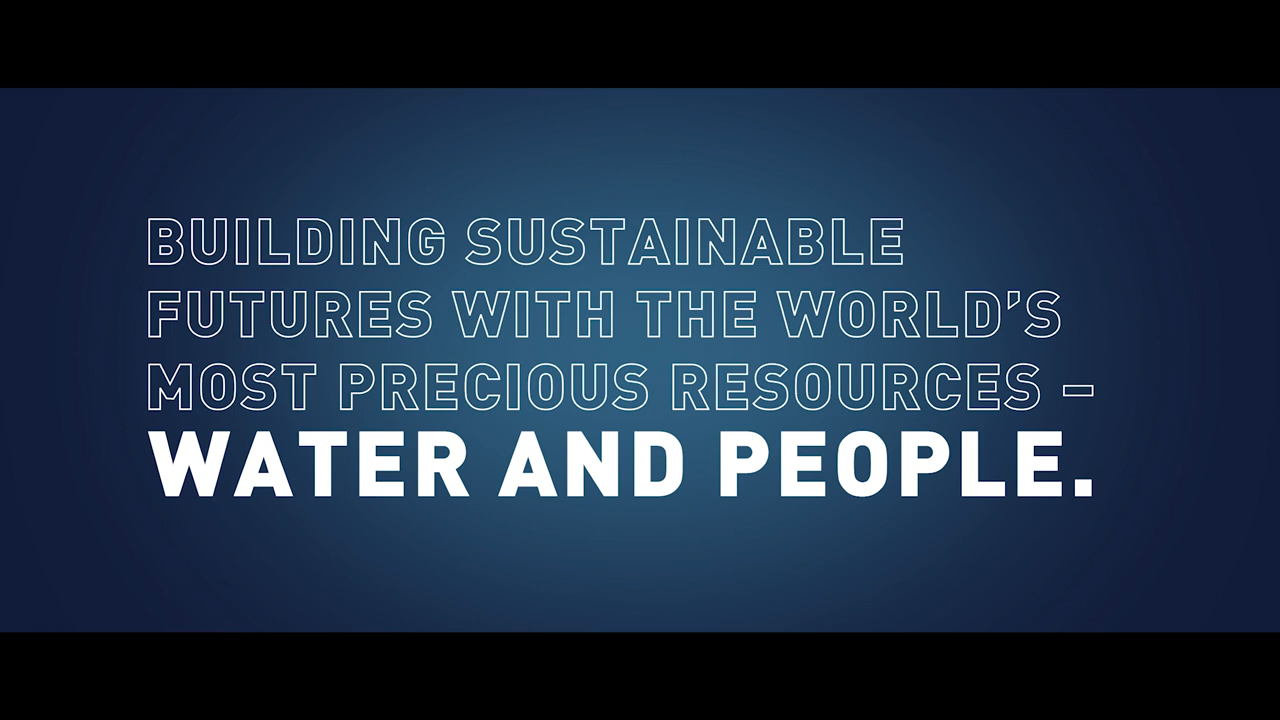 BUILDING SUSTAINABLE
FUTURES WITH THE WORLD'S
MOST PRECIOUS RESOURCES –
WATER AND PEOPLE.